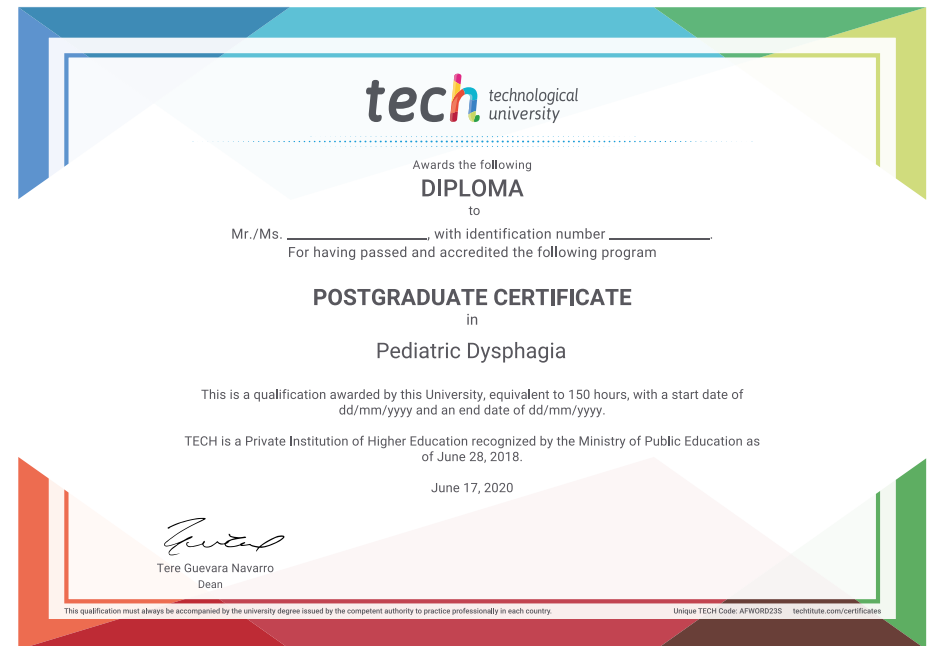 tech technological
university
Awards the following
DIPLOMA
to
Mr./Ms. ____________________, with identification number ______________.
For having passed and accredited the following program
POSTGRADUATE CERTIFICATE
in
Pediatric Dysphagia
This is a qualification awarded by this University, equivalent to 150 hours, with a start date of
dd/mm/yyyy and an end date of dd/mm/yyyy.
TECH is a Private Institution of Higher Education recognized by the Ministry of Public Education as
of June 28, 2018.
June 17, 2020
Tere Guevara Navarro
Dean
This qualification must always be accompanied by the university degree issued by the competent authority to practice professionally in each country. Unique TECH Code: AFWORD23S techtitute.com/certificates